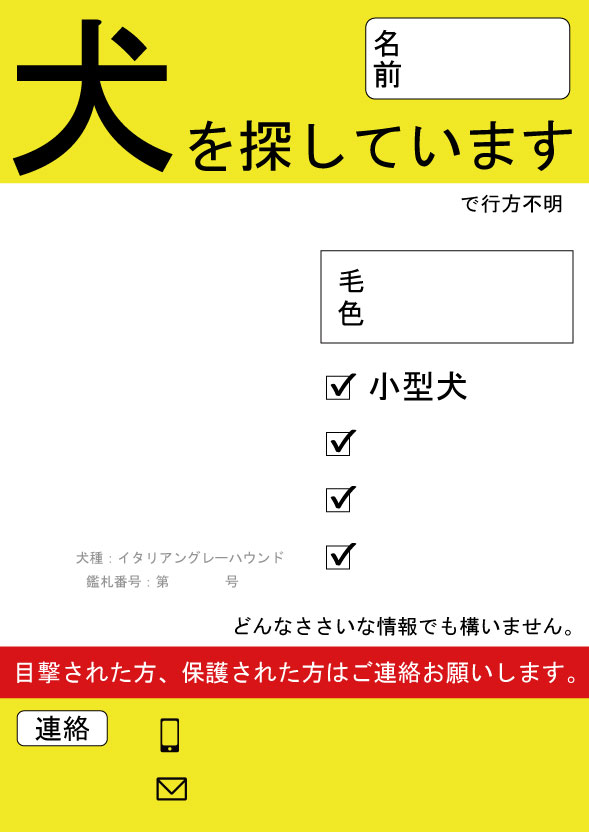 犬を探しています
名前
で行方不明
毛色
小型犬
犬種：イタリアングレーハウンド
鑑札番号：第　　　　号
どんなささいな情報でも構いません。
目撃された方、保護された方はご連絡お願いします。
連絡